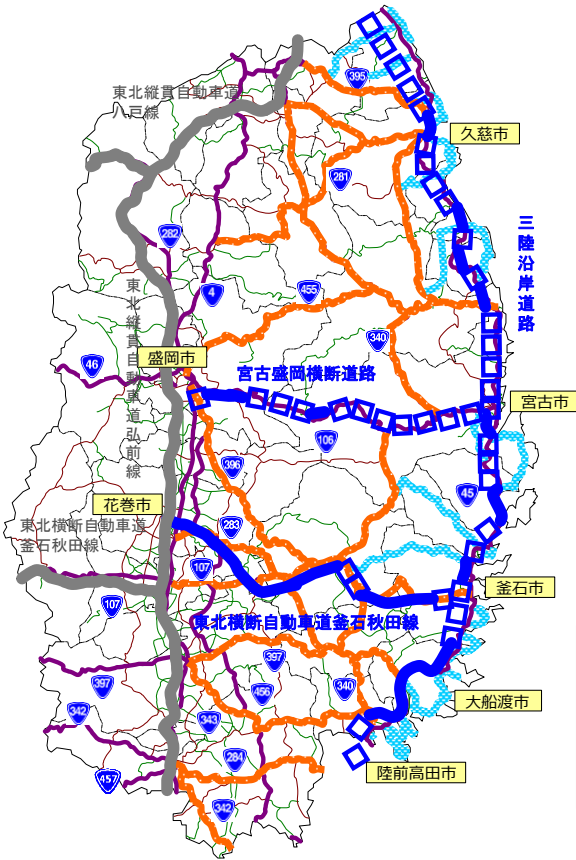 395
東北縦貫自動車道
八戸線
久慈市
281
282
三陸沿岸道路
東北縦貫自動車道弘前線
4
455
340
盛岡市
46
宮古盛岡横断道路
宮古市
106
396
45
花巻市
283
東北横断自動車道
釜石秋田線
107
釜石市
107
東北横断自動車道釜石秋田線
397
397
340
456
大船渡市
342
343
284
陸前高田市
457
342